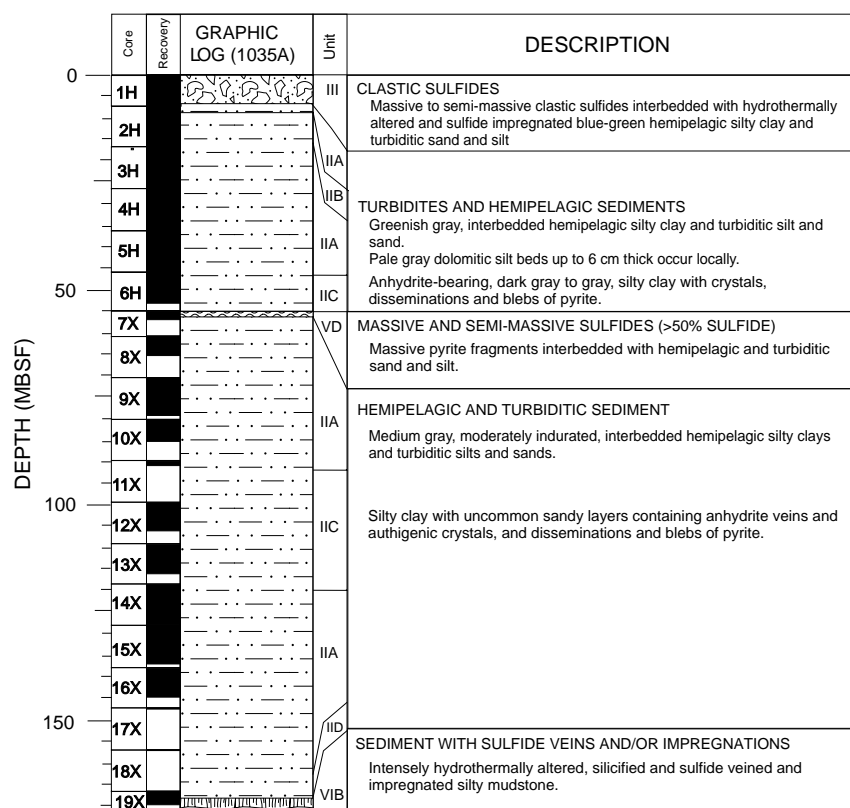 Core
Recovery
GRAPHIC
LOG (1035A)
Unit
DESCRIPTION
DEPTH (MBSF)
0
50
100
150
1H
2H
3H
4H
5H
6H
7X
8X
9X
10X
11X
12X
13X
14X
15X
16X
17X
18X
19X
III
IIA
IIB
IIA
IIC
VD
IIA
IIC
IIA
IID
VIB
CLASTIC SULFIDES
Massive to semi-massive clastic sulfides interbedded with hydrothermally
altered and sulfide impregnated blue-green hemipelagic silty clay and
turbiditic sand and silt
TURBIDITES AND HEMIPELAGIC SEDIMENTS
Greenish gray, interbedded hemipelagic silty clay and turbiditic silt and
sand.
Pale gray dolomitic silt beds up to 6 cm thick occur locally.
Anhydrite-bearing, dark gray to gray, silty clay with crystals,
disseminations and blebs of pyrite.
MASSIVE AND SEMI-MASSIVE SULFIDES (>50% SULFIDE)
Massive pyrite fragments interbedded with hemipelagic and turbiditic
sand and silt.
HEMIPELAGIC AND TURBIDITIC SEDIMENT
Medium gray, moderately indurated, interbedded hemipelagic silty clays
and turbiditic silts and sands.
Silty clay with uncommon sandy layers containing anhydrite veins and
authigenic crystals, and disseminations and blebs of pyrite.
SEDIMENT WITH SULFIDE VEINS AND/OR IMPREGNATIONS
Intensely hydrothermally altered, silicified and sulfide veined and
impregnated silty mudstone.